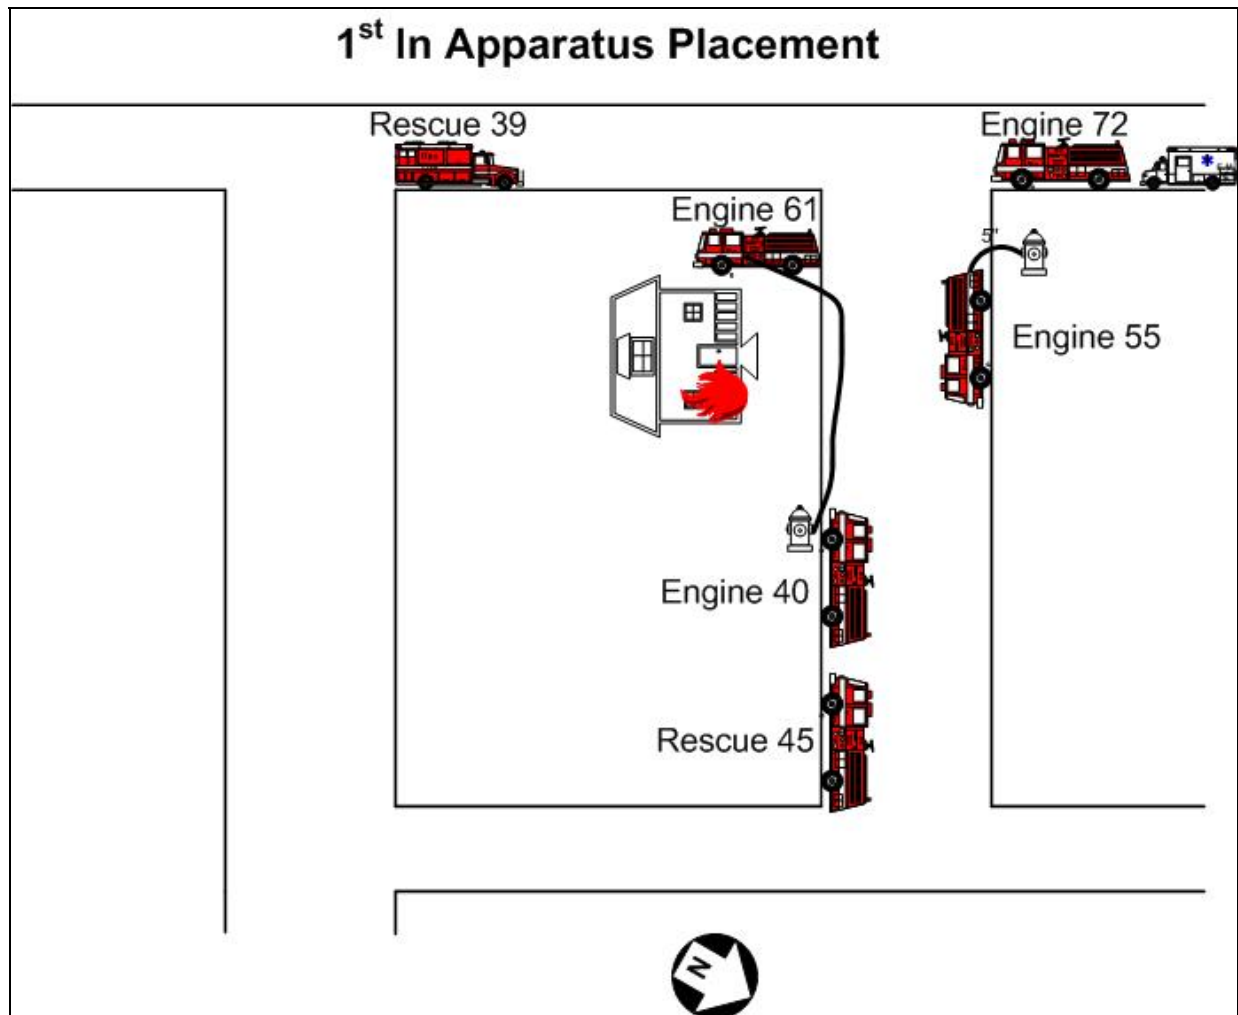 1st In Apparatus Placement
Rescue 39
Engine 72
Engine 61
5'
Engine 55
Engine 40
Rescue 45
N